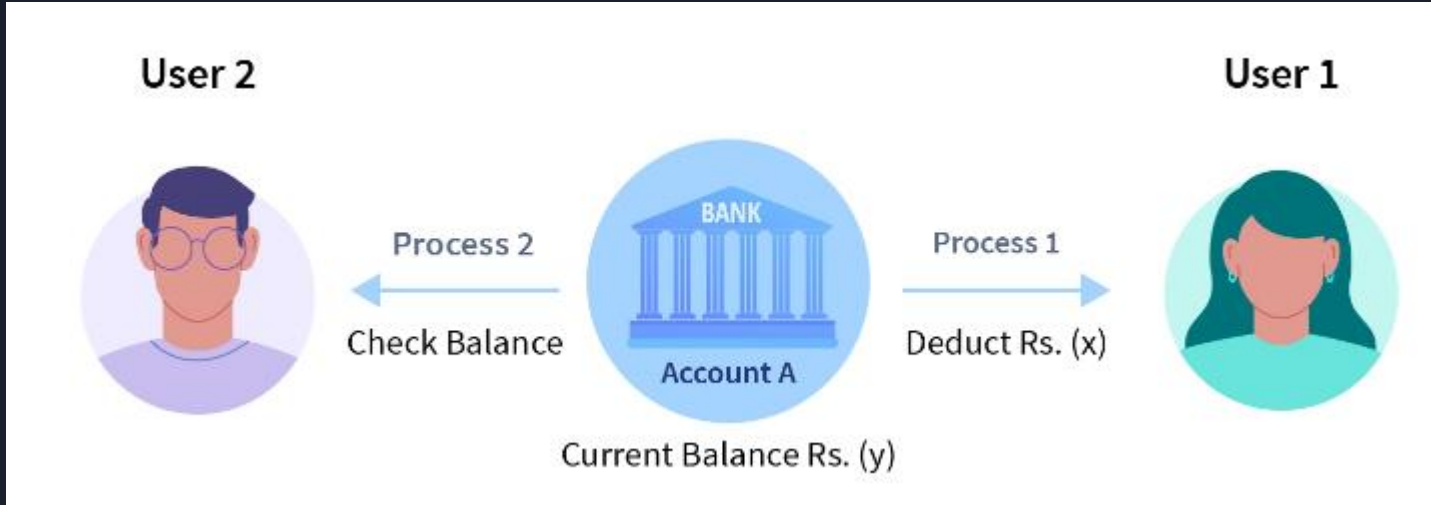 User 2
User 1
BANK
Process 2
Process 1
Check Balance
Deduct Rs. (x)
Account A
Current Balance Rs. (y)